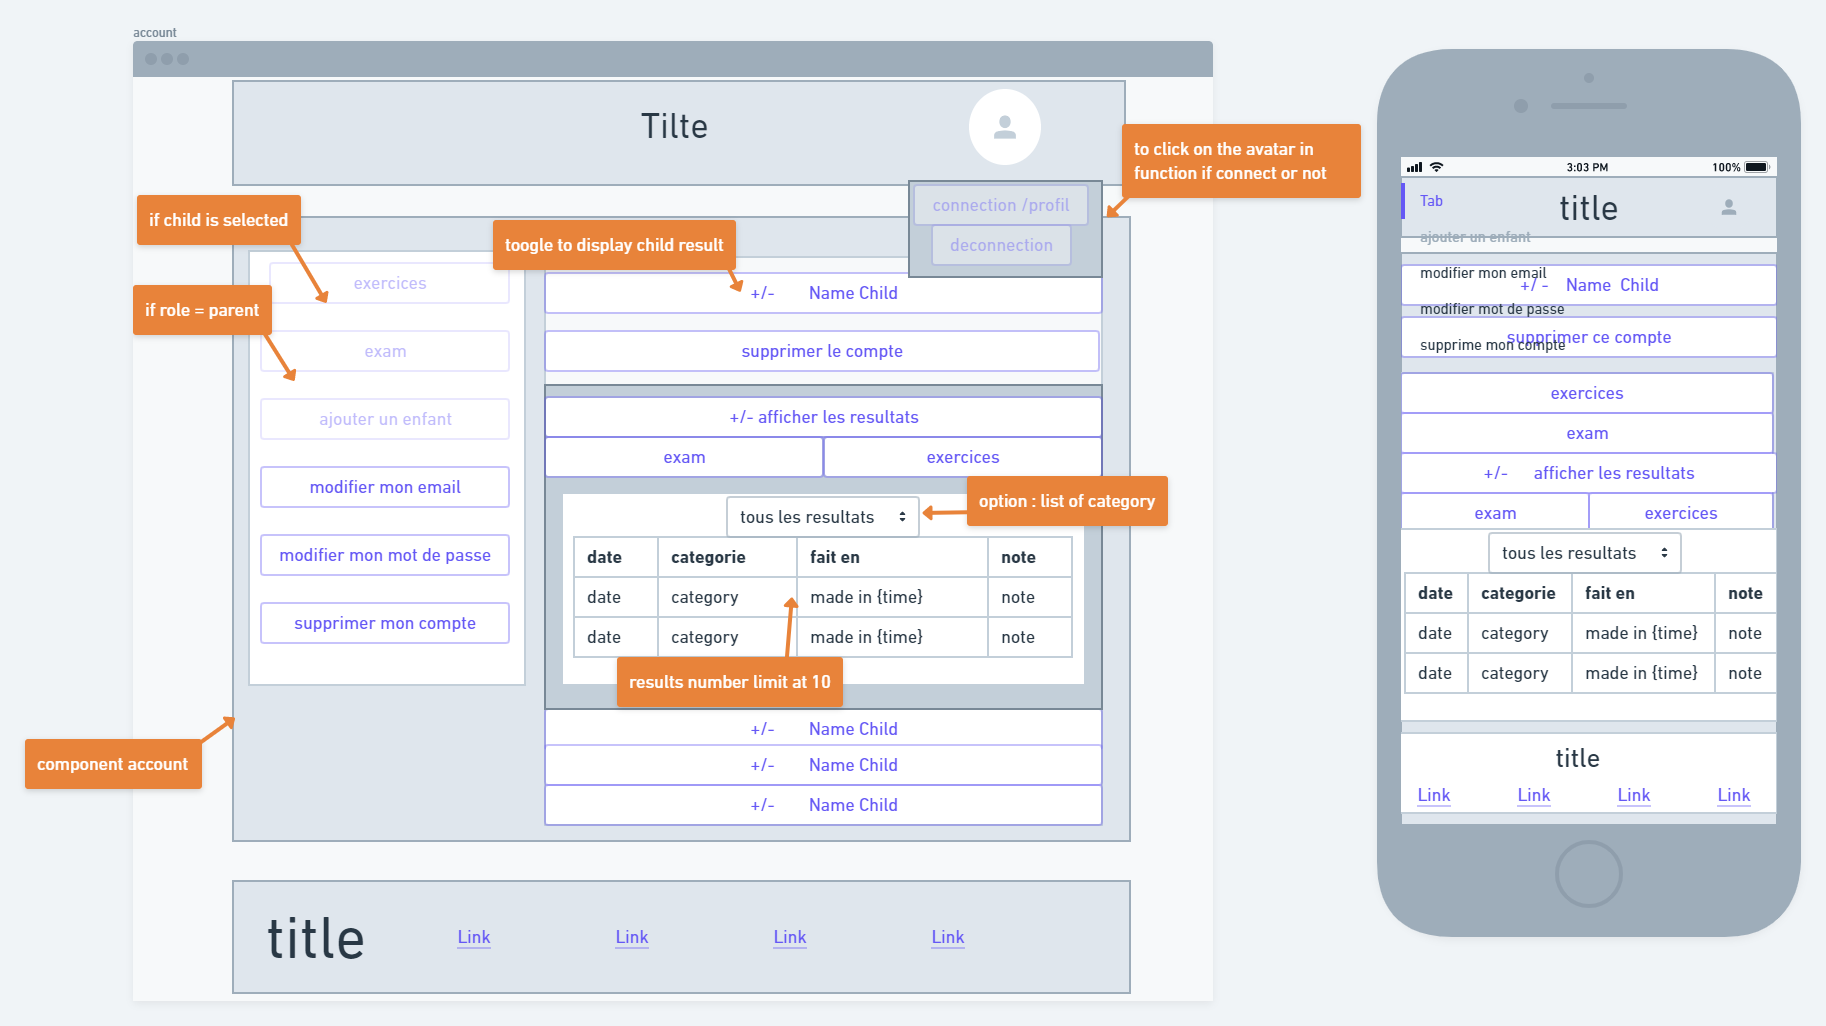 account
Tilte
to click on the avatar in
function if connect or not
connection /profil
deconnection
if child is selected
toogle to display child result
exercices
if role = parent
exam
ajouter un enfant
modifier mon email
modifier mon mot de passe
supprimer mon compte
component account
+/- Name Child
supprimer le compte
+/- afficher les resultats
exam exercices
option : list of category
tous les resultats
date categorie fait en note
date category made in {time} note
date category made in {time} note
results number limit at 10
+/- Name Child
+/- Name Child
+/- Name Child
title Link Link Link Link
3:03 PM 100%
Tab
title
ajouter un enfant
modifier mon email
+/ - Name Child
modifier mot de passe
supprimer ce compte
supprime mon compte
exercices
exam
+/- afficher les resultats
exam exercices
tous les resultats
date categorie fait en note
date category made in {time} note
date category made in {time} note
title
Link Link Link Link